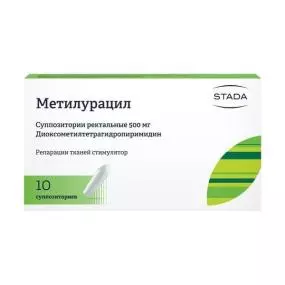 STADA
Метилурацил
Суппозитории ректальные 500 мг
Диоксометилтетрагидропиримидин
Репарации тканей стимулятор
10
суппозиториев